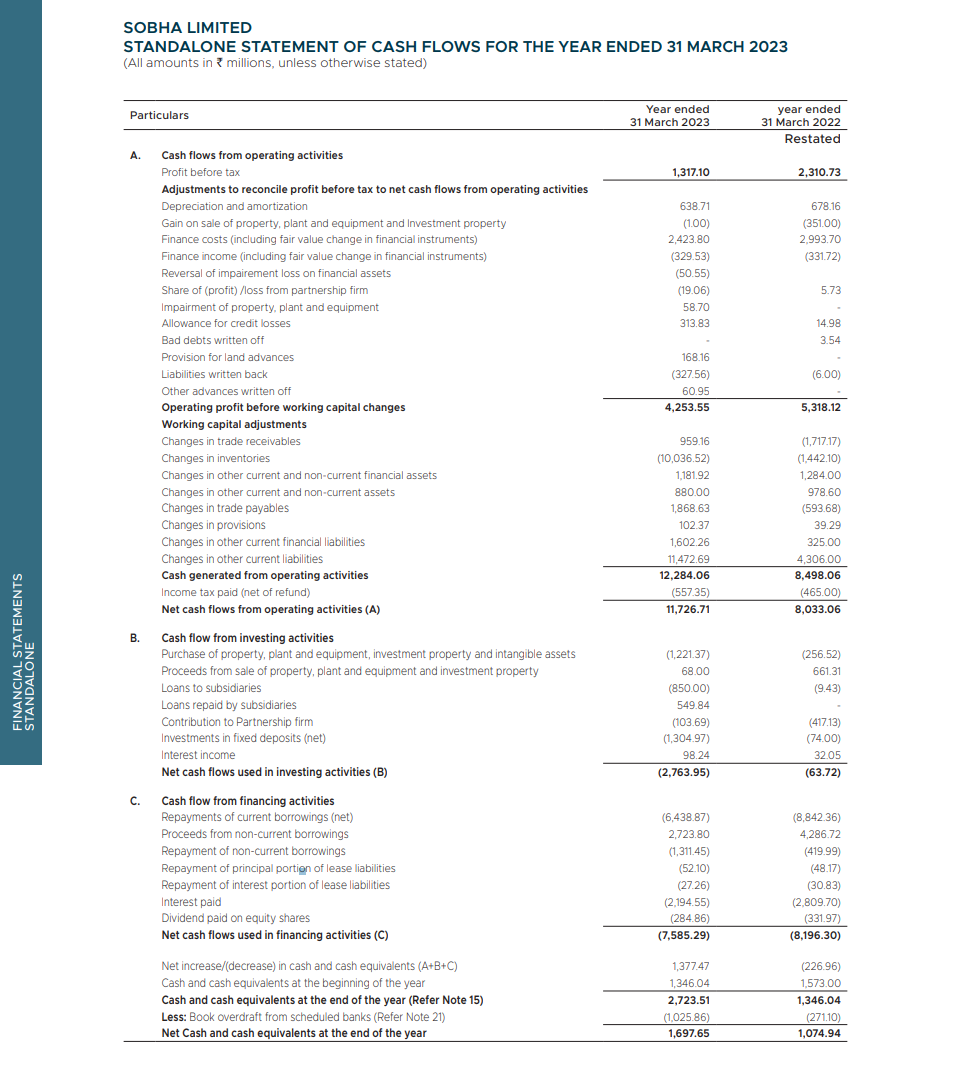 SOBHA LIMITED
STANDALONE STATEMENT OF CASH FLOWS FOR THE YEAR ENDED 31 MARCH 2023
(All amounts in ₹ millions, unless otherwise stated)
Particulars Year ended 31 March 2023 year ended 31 March 2022
Restated
A. Cash flows from operating activities
Profit before tax 1,317.10 2,310.73
Adjustments to reconcile profit before tax to net cash flows from operating activities
Depreciation and amortization 638.71 678.16
Gain on sale of property, plant and equipment and Investment property (1.00) (351.00)
Finance costs (including fair value change in financial instruments) 2,423.80 2,993.70
Finance income (including fair value change in financial instruments) (329.53) (331.72)
Reversal of impairement loss on financial assets (50.55)
Share of (profit) /loss from partnership firm (19.06) 5.73
Impairment of property, plant and equipment 58.70 -
Allowance for credit losses 313.83 14.98
Bad debts written off - 3.54
Provision for land advances 168.16 -
Liabilities written back (327.56) (6.00)
Other advances written off 60.95 -
Operating profit before working capital changes 4,253.55 5,318.12
Working capital adjustments
Changes in trade receivables 959.16 (1,717.17)
Changes in inventories (10,036.52) (1,442.10)
Changes in other current and non-current financial assets 1,181.92 1,284.00
Changes in other current and non-current assets 880.00 978.60
Changes in trade payables 1,868.63 (593.68)
Changes in provisions 102.37 39.29
Changes in other current financial liabilities 1,602.26 325.00
Changes in other current liabilities 11,472.69 4,306.00
Cash generated from operating activities 12,284.06 8,498.06
Income tax paid (net of refund) (557.35) (465.00)
Net cash flows from operating activities (A) 11,726.71 8,033.06
B. Cash flow from investing activities
Purchase of property, plant and equipment, investment property and intangible assets (1,221.37) (256.52)
Proceeds from sale of property, plant and equipment and investment property 68.00 661.31
Loans to subsidiaries (850.00) (9.43)
Loans repaid by subsidiaries 549.84 -
Contribution to Partnership firm (103.69) (417.13)
Investments in fixed deposits (net) (1,304.97) (74.00)
Interest income 98.24 32.05
Net cash flows used in investing activities (B) (2,763.95) (63.72)
C. Cash flow from financing activities
Repayments of current borrowings (net) (6,438.87) (8,842.36)
Proceeds from non-current borrowings 2,723.80 4,286.72
Repayment of non-current borrowings (1,311.45) (419.99)
Repayment of principal portion of lease liabilities (52.10) (48.17)
Repayment of interest portion of lease liabilities (27.26) (30.83)
Interest paid (2,194.55) (2,809.70)
Dividend paid on equity shares (284.86) (331.97)
Net cash flows used in financing activities (C) (7,585.29) (8,196.30)
Net increase/(decrease) in cash and cash equivalents (A+B+C) 1,377.47 (226.96)
Cash and cash equivalents at the beginning of the year 1,346.04 1,573.00
Cash and cash equivalents at the end of the year (Refer Note 15) 2,723.51 1,346.04
Less: Book overdraft from scheduled banks (Refer Note 21) (1,025.86) (271.10)
Net Cash and cash equivalents at the end of the year 1,697.65 1,074.94
FINANCIAL STATEMENTS
STANDALONE